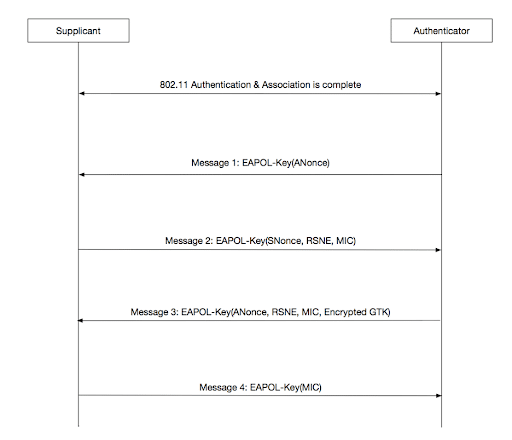 Supplicant
Authenticator
802.11 Authentication & Association is complete
Message 1: EAPOL-Key(ANonce)
Message 2: EAPOL-Key(SNonce, RSNE, MIC)
Message 3: EAPOL-Key(ANonce, RSNE, MIC, Encrypted GTK)
Message 4: EAPOL-Key(MIC)